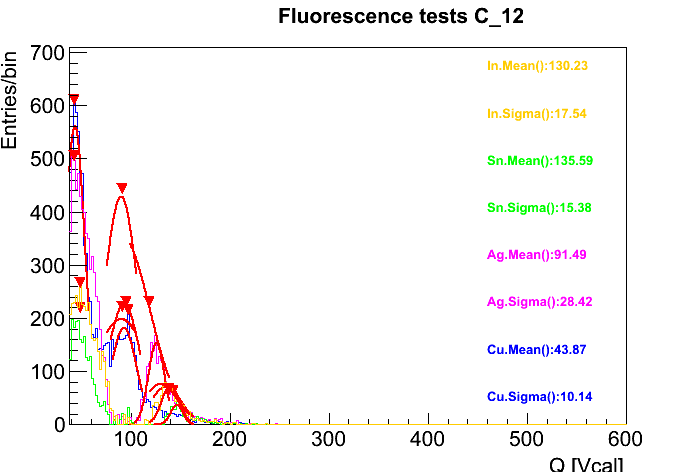 Fluorescence tests C_12
Entries/bin
700
600
500
400
300
200
100
0
100
200
300
400
500
600
Q [Vcal]
In.Mean():130.23
In.Sigma():17.54
Sn.Mean():135.59
Sn.Sigma():15.38
Ag.Mean():91.49
Ag.Sigma():28.42
Cu.Mean():43.87
Cu.Sigma():10.14